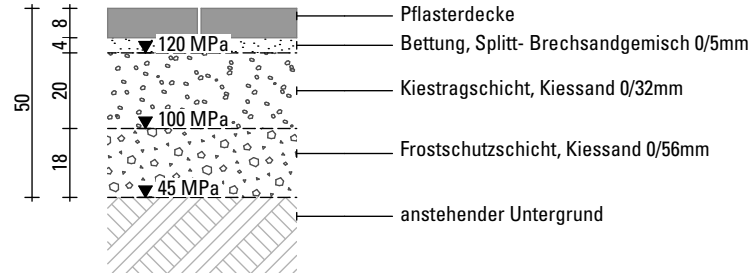 8
Pflasterdecke
4
120 MPa
Bettung, Splitt- Brechsandgemisch 0/5mm
50
20
Kiestragschicht, Kiessand 0/32mm
100 MPa
18
Frostschutzschicht, Kiessand 0/56mm
45 MPa
anstehender Untergrund